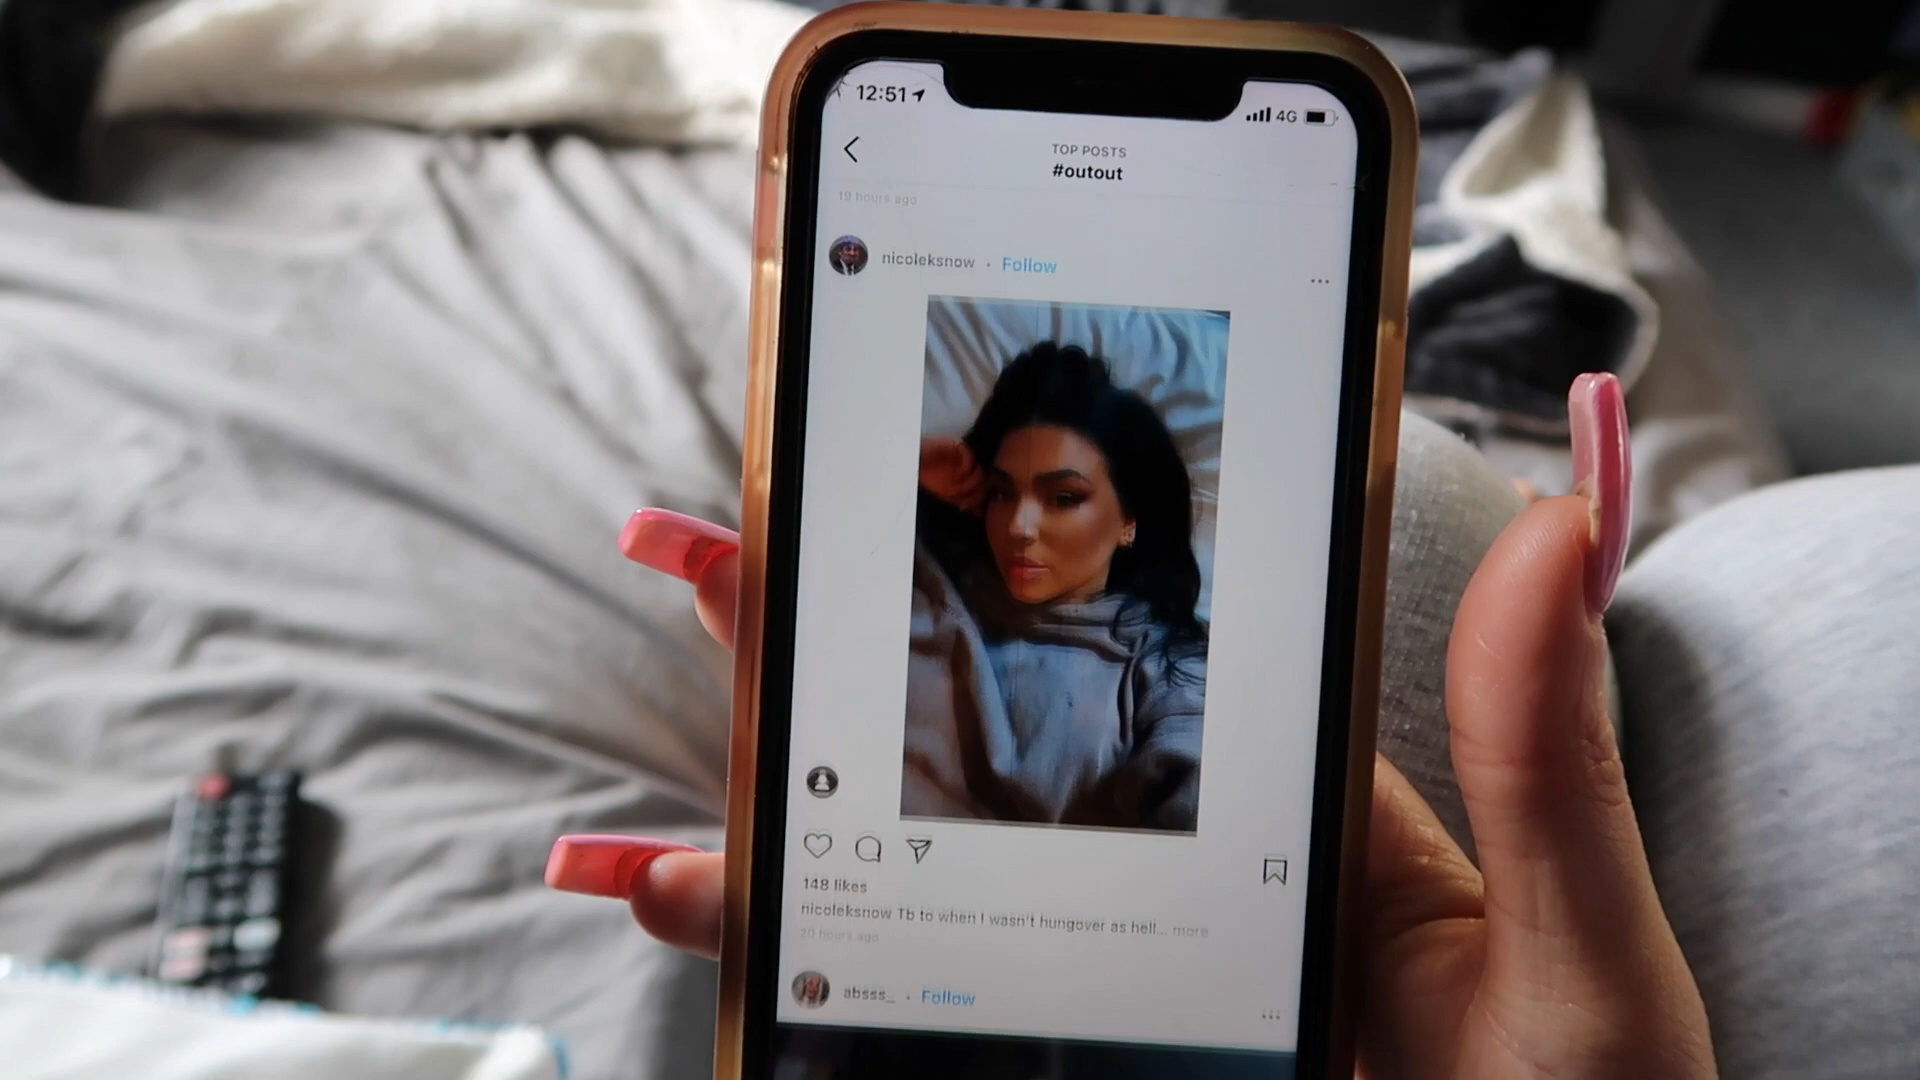 12:51
4G
TOP POSTS
#outout
19 hours ago
nicoleksnow · Follow
148 likes
nicoleksnow Tb to when I wasn't hungover as hell... more
20 hours ago
absss_ · Follow